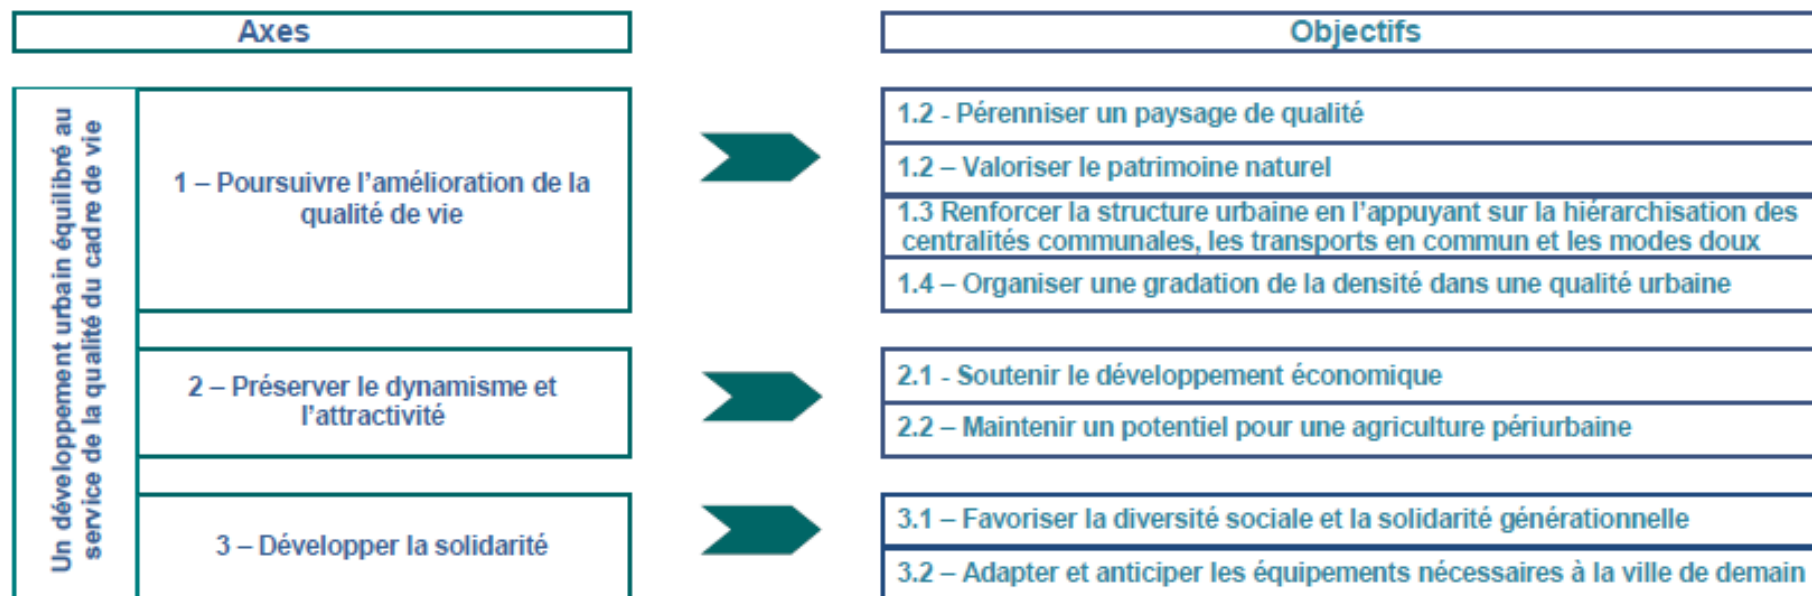 Axes
Objectifs
Un développement urbain équilibré au
service de la qualité du cadre de vie
1 – Poursuivre l'amélioration de la
qualité de vie
1.2 - Pérenniser un paysage de qualité
1.2 – Valoriser le patrimoine naturel
1.3 Renforcer la structure urbaine en l'appuyant sur la hiérarchisation des
centralités communales, les transports en commun et les modes doux
1.4 – Organiser une gradation de la densité dans une qualité urbaine
2 – Préserver le dynamisme et
l'attractivité
2.1 - Soutenir le développement économique
2.2 – Maintenir un potentiel pour une agriculture périurbaine
3 – Développer la solidarité
3.1 – Favoriser la diversité sociale et la solidarité générationnelle
3.2 – Adapter et anticiper les équipements nécessaires à la ville de demain